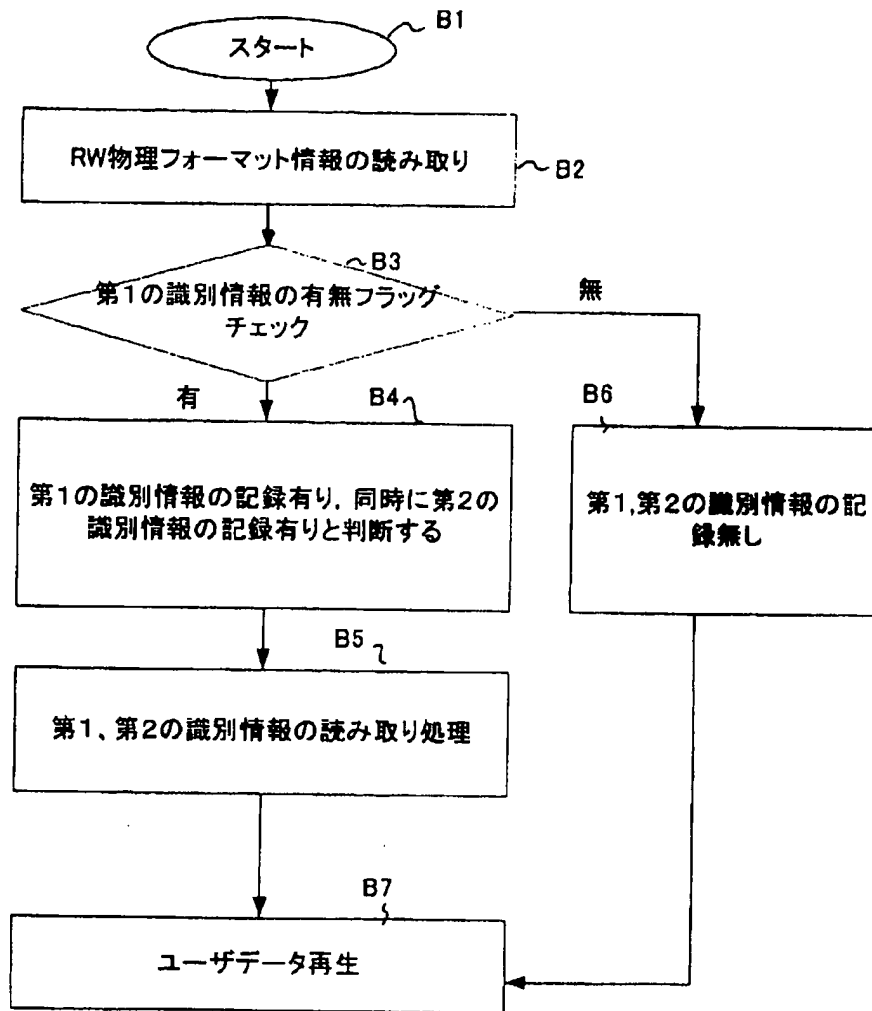 B1
スタート
RW物理フォーマット情報の読み取り
B2
B3
第1の識別情報の有無フラッグ
チェック
無
有
B4
B6
第1の識別情報の記録有り,同時に第2の
識別情報の記録有りと判断する
第1,第2の識別情報の記
録無し
B5
第1、第2の識別情報の読み取り処理
B7
ユーザデータ再生